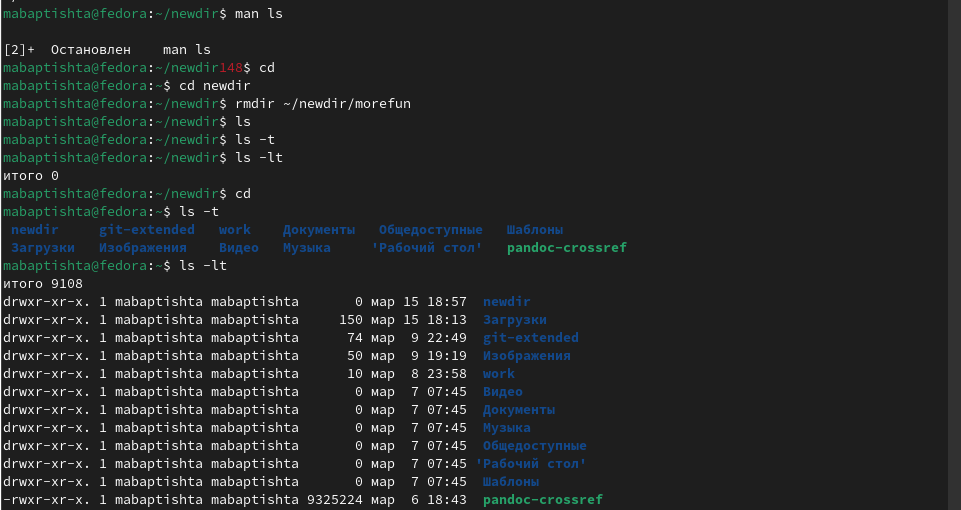 mabaptishta@fedora:~/newdir$ man ls
[2]+  Остановлен    man ls
mabaptishta@fedora:~/newdir148$ cd
mabaptishta@fedora:~$ cd newdir
mabaptishta@fedora:~/newdir$ rmdir ~/newdir/morefun
mabaptishta@fedora:~/newdir$ ls
mabaptishta@fedora:~/newdir$ ls -t
mabaptishta@fedora:~/newdir$ ls -lt
итого 0
mabaptishta@fedora:~/newdir$ cd
mabaptishta@fedora:~$ ls -t
 newdir     git-extended   work    Документы   Общедоступные   Шаблоны
 Загрузки   Изображения    Видео   Музыка     'Рабочий стол'   pandoc-crossref
mabaptishta@fedora:~$ ls -lt
итого 9108
drwxr-xr-x. 1 mabaptishta mabaptishta       0 мар 15 18:57  newdir
drwxr-xr-x. 1 mabaptishta mabaptishta     150 мар 15 18:13  Загрузки
drwxr-xr-x. 1 mabaptishta mabaptishta      74 мар  9 22:49  git-extended
drwxr-xr-x. 1 mabaptishta mabaptishta      50 мар  9 19:19  Изображения
drwxr-xr-x. 1 mabaptishta mabaptishta      10 мар  8 23:58  work
drwxr-xr-x. 1 mabaptishta mabaptishta       0 мар  7 07:45  Видео
drwxr-xr-x. 1 mabaptishta mabaptishta       0 мар  7 07:45  Документы
drwxr-xr-x. 1 mabaptishta mabaptishta       0 мар  7 07:45  Музыка
drwxr-xr-x. 1 mabaptishta mabaptishta       0 мар  7 07:45  Общедоступные
drwxr-xr-x. 1 mabaptishta mabaptishta       0 мар  7 07:45 'Рабочий стол'
drwxr-xr-x. 1 mabaptishta mabaptishta       0 мар  7 07:45  Шаблоны
-rwxr-xr-x. 1 mabaptishta mabaptishta 9325224 мар  6 18:43  pandoc-crossref